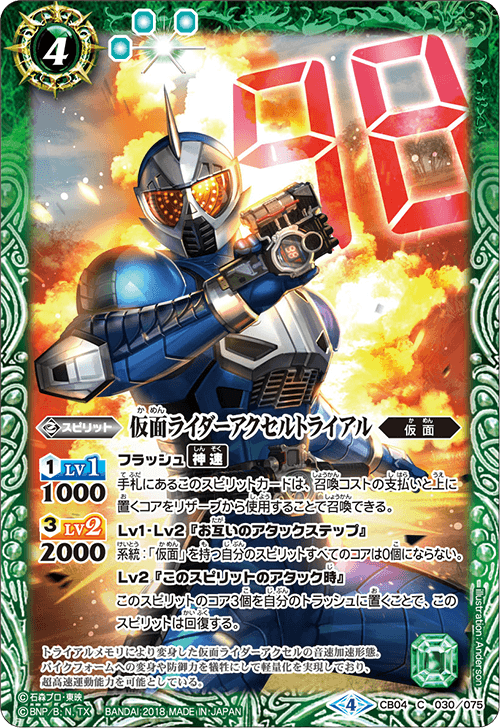 4
98
スピリット
仮面ライダーアクセルトライアル
かめん
仮面
かめん
フラッシュ 神速
しんそく
1 LV1
1000
手札にあるこのスピリットカードは、召喚コストの支払いと上に
置くコアをリザーブから使用することで召喚できる。
3 LV2
2000
Lv1・Lv2『お互いのアタックステップ』
系統：「仮面」を持つ自分のスピリットすべてのコアは0個にならない。
Lv2『このスピリットのアタック時』
このスピリットのコア3個を自分のトラッシュに置くことで、この
スピリットは回復する。
トライアルメモリにより変身した仮面ライダーアクセルの音速加速形態。
バイクフォームへの変身や防御力を犠牲にして軽量化を実現しており、
超高速運動能力を可能としている。
Illustration: Anderson
©石森プロ・東映
©BNP/B; N, TX BANDAI 2018 MADE IN JAPAN
4 CB04 C 030/075